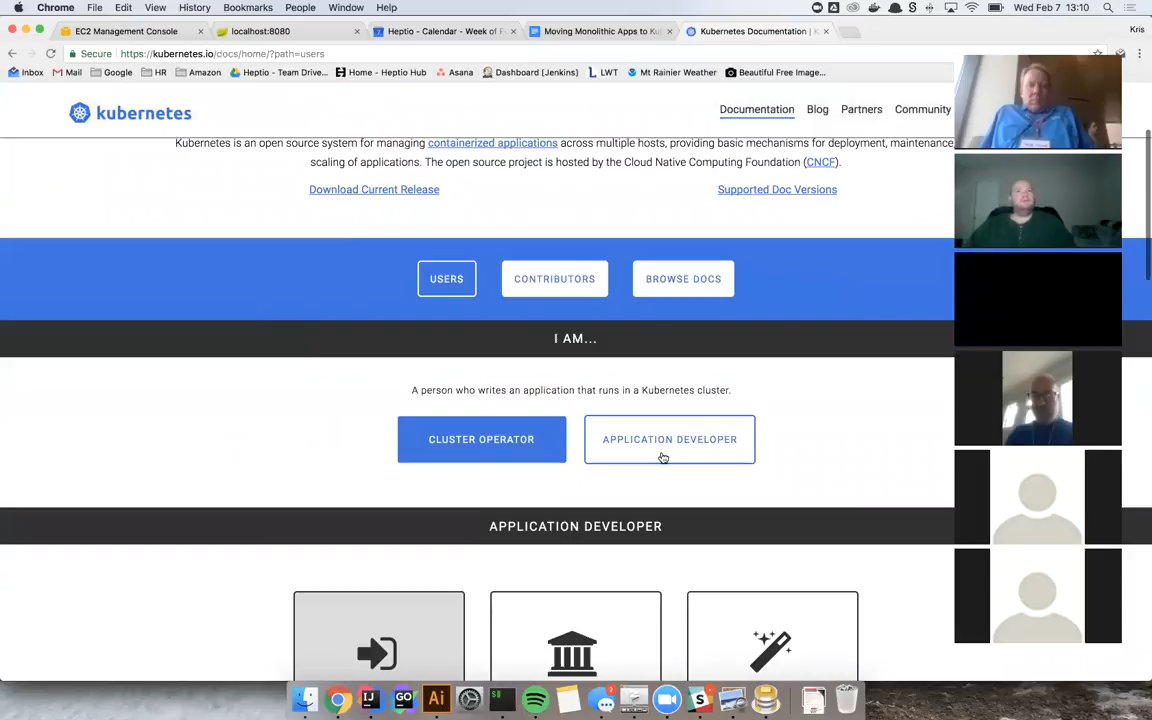 Chrome File Edit View History Bookmarks People Window Help
Wed Feb 7 13:10
EC2 Management Console
localhost:8080
Heptio - Calendar - Week of F
Moving Monolithic Apps to Ku
Kubernetes Documentation |
Kris
Secure https://kubernetes.io/docs/home/?path=users
Inbox Mail Google HR Amazon Heptio - Team Drive... Home - Heptio Hub Asana Dashboard [Jenkins] LWT Mt Rainier Weather Beautiful Free Image...
kubernetes
Documentation Blog Partners Community
Kubernetes is an open source system for managing containerized applications across multiple hosts, providing basic mechanisms for deployment, maintenance
scaling of applications. The open source project is hosted by the Cloud Native Computing Foundation (CNCF).
Download Current Release Supported Doc Versions
USERS CONTRIBUTORS BROWSE DOCS
I AM...
A person who writes an application that runs in a Kubernetes cluster.
CLUSTER OPERATOR APPLICATION DEVELOPER
APPLICATION DEVELOPER
IJ GO Ai